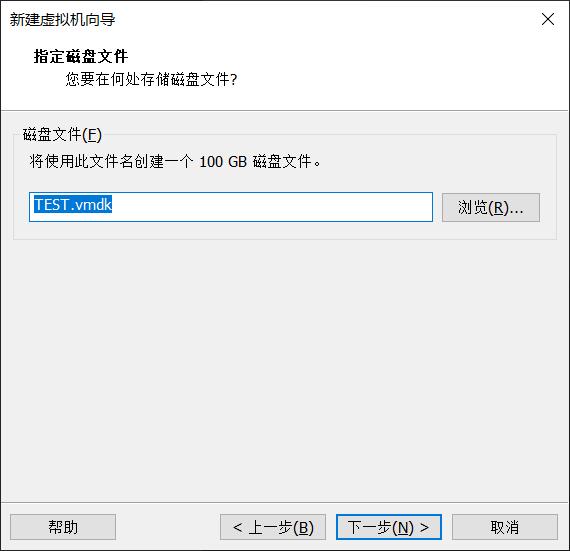 新建虚拟机向导
指定磁盘文件
您要在何处存储磁盘文件?
磁盘文件(F)
将使用此文件名创建一个 100 GB 磁盘文件。
TEST.vmdk
浏览(R)...
帮助
< 上一步(B)
下一步(N) >
取消